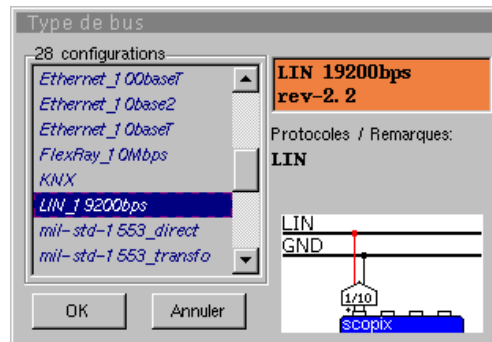 Type de bus
28 configurations
Ethernet_100baseT
Ethernet_10base2
Ethernet_10baseT
FlexRay_10Mbps
KNX
LIN_19200bps
mil-std-1553_direct
mil-std-1553_transfo
OK
Annuler
LIN 19200bps
rev-2.2
Protocoles / Remarques:
LIN
LIN
GND
1/10
scopix